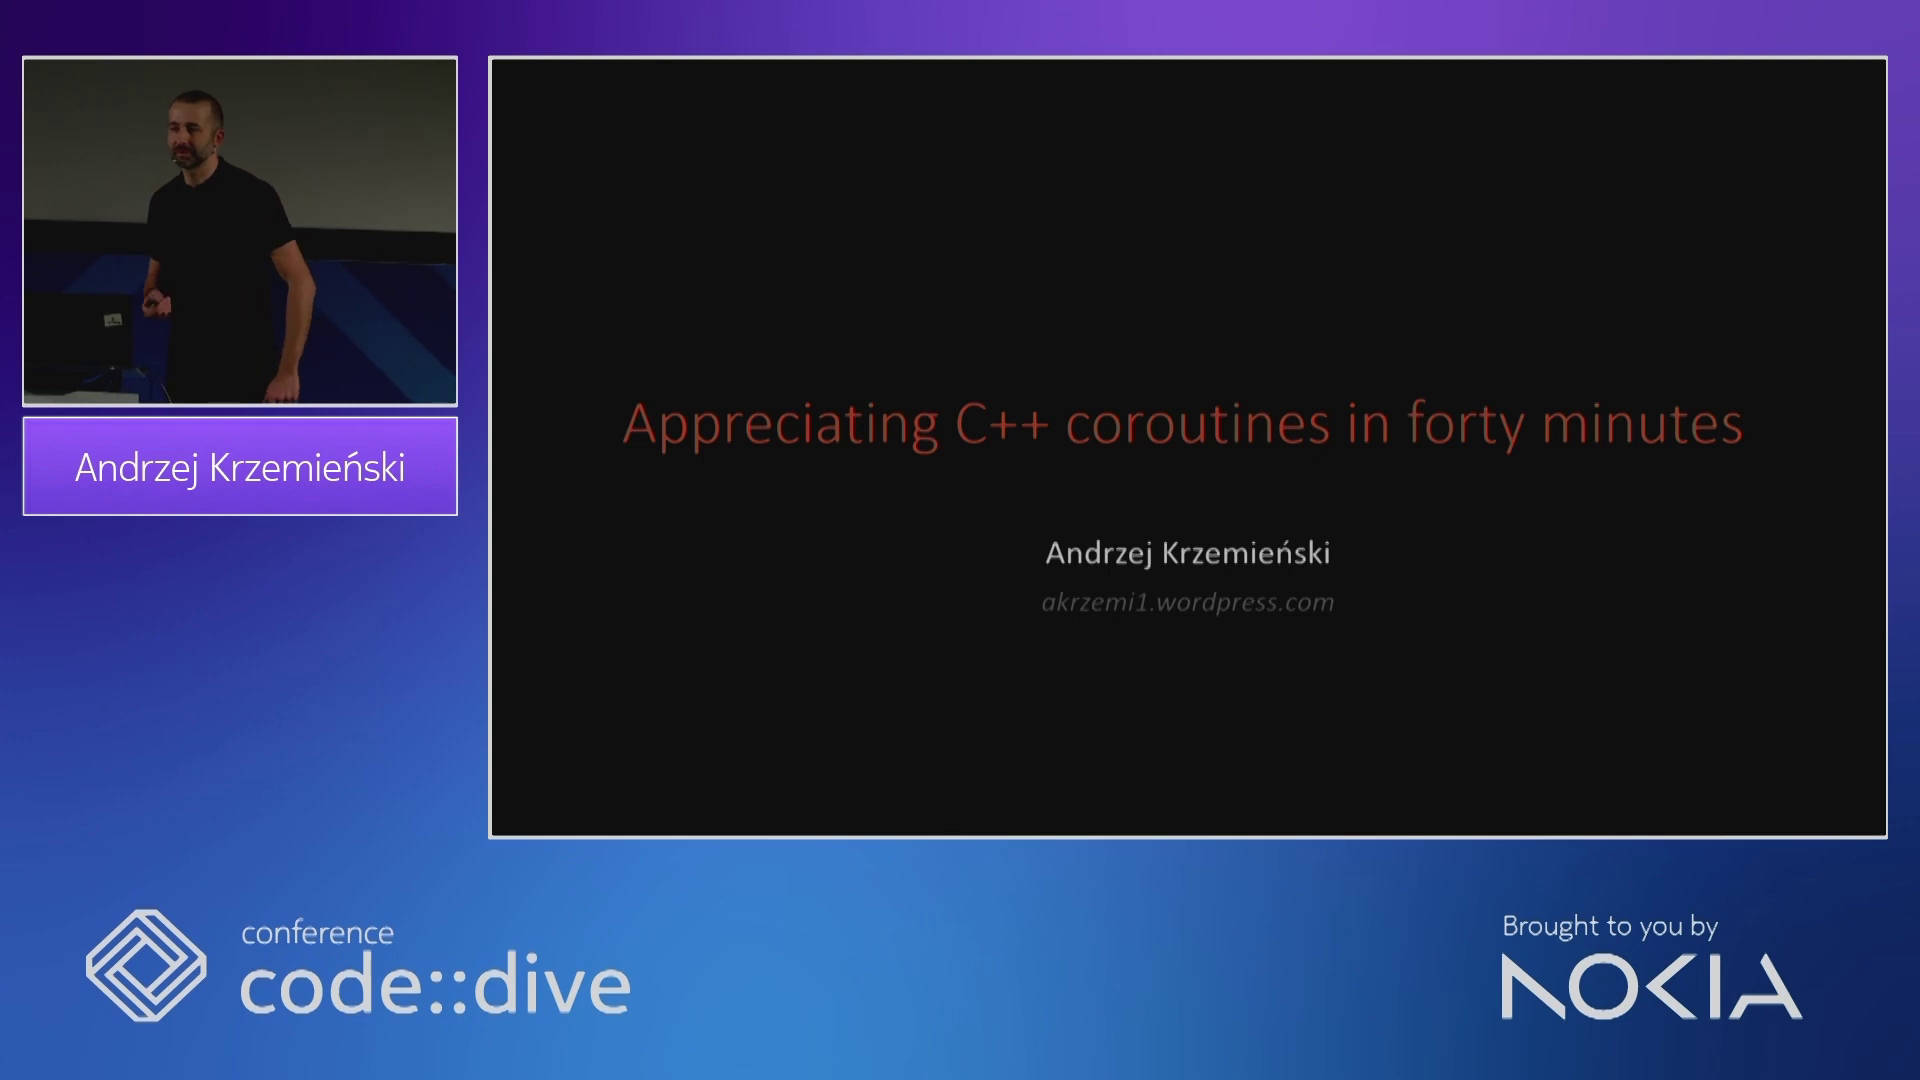 Andrzej Krzemieński
Appreciating C++ coroutines in forty minutes
Andrzej Krzemieński
akrzemi1.wordpress.com
conference
code::dive
Brought to you by
NOKIA